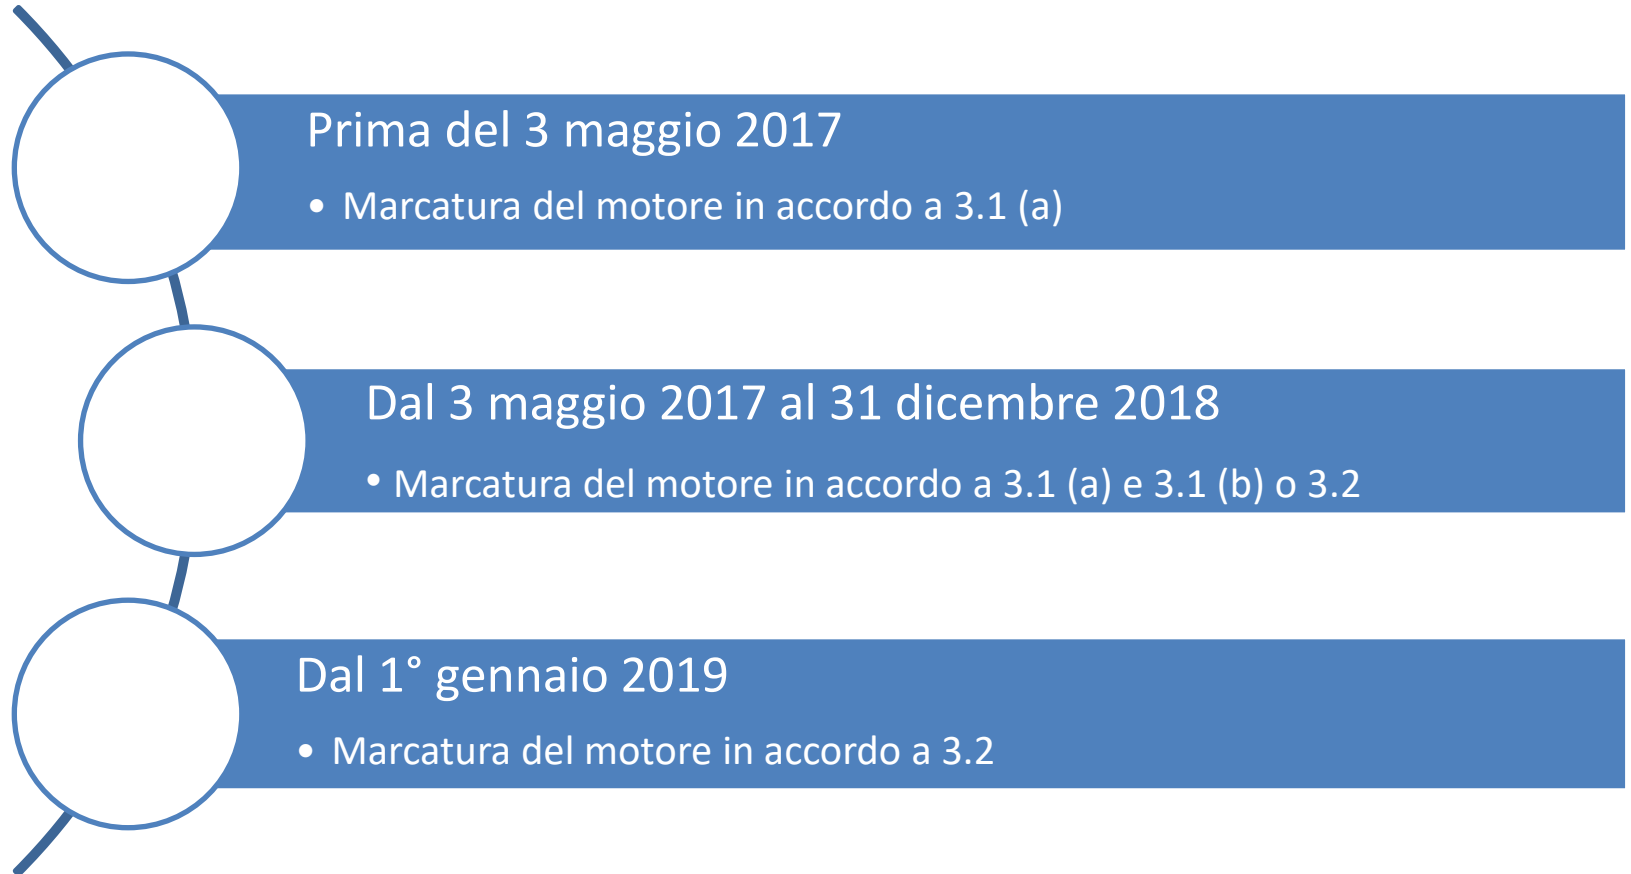 Prima del 3 maggio 2017
• Marcatura del motore in accordo a 3.1 (a)
Dal 3 maggio 2017 al 31 dicembre 2018
• Marcatura del motore in accordo a 3.1 (a) e 3.1 (b) o 3.2
Dal 1° gennaio 2019
• Marcatura del motore in accordo a 3.2